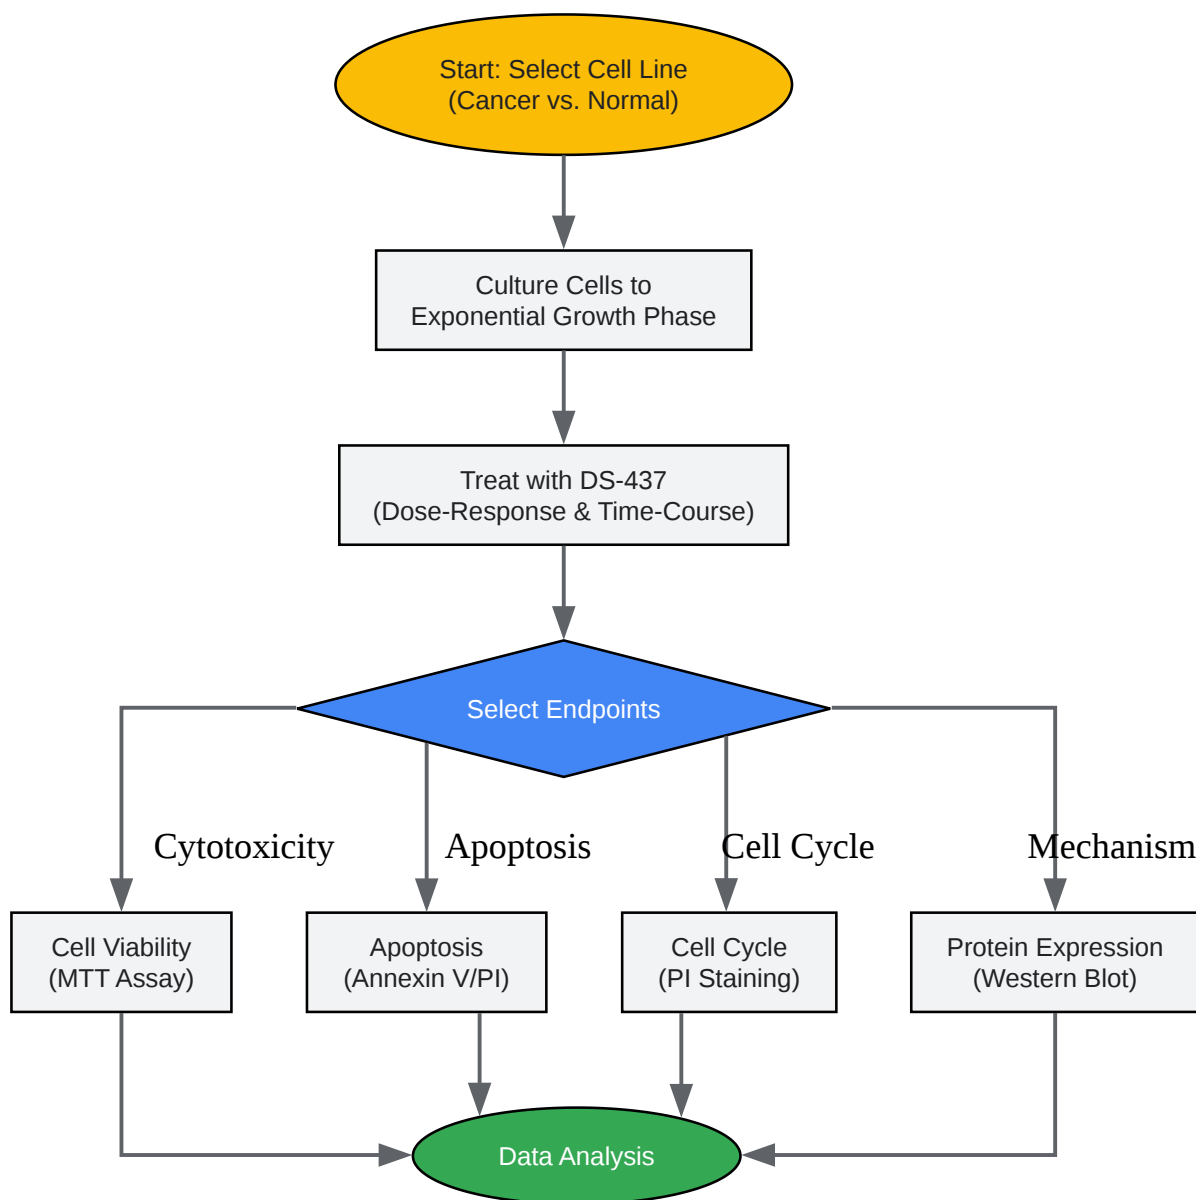 Start: Select Cell Line
(Cancer vs. Normal)
Culture Cells to
Exponential Growth Phase
Treat with DS-437
(Dose-Response & Time-Course)
Select Endpoints
Cytotoxicity
Apoptosis
Cell Cycle
Mechanism
Cell Viability
(MTT Assay)
Apoptosis
(Annexin V/PI)
Cell Cycle
(PI Staining)
Protein Expression
(Western Blot)
Data Analysis